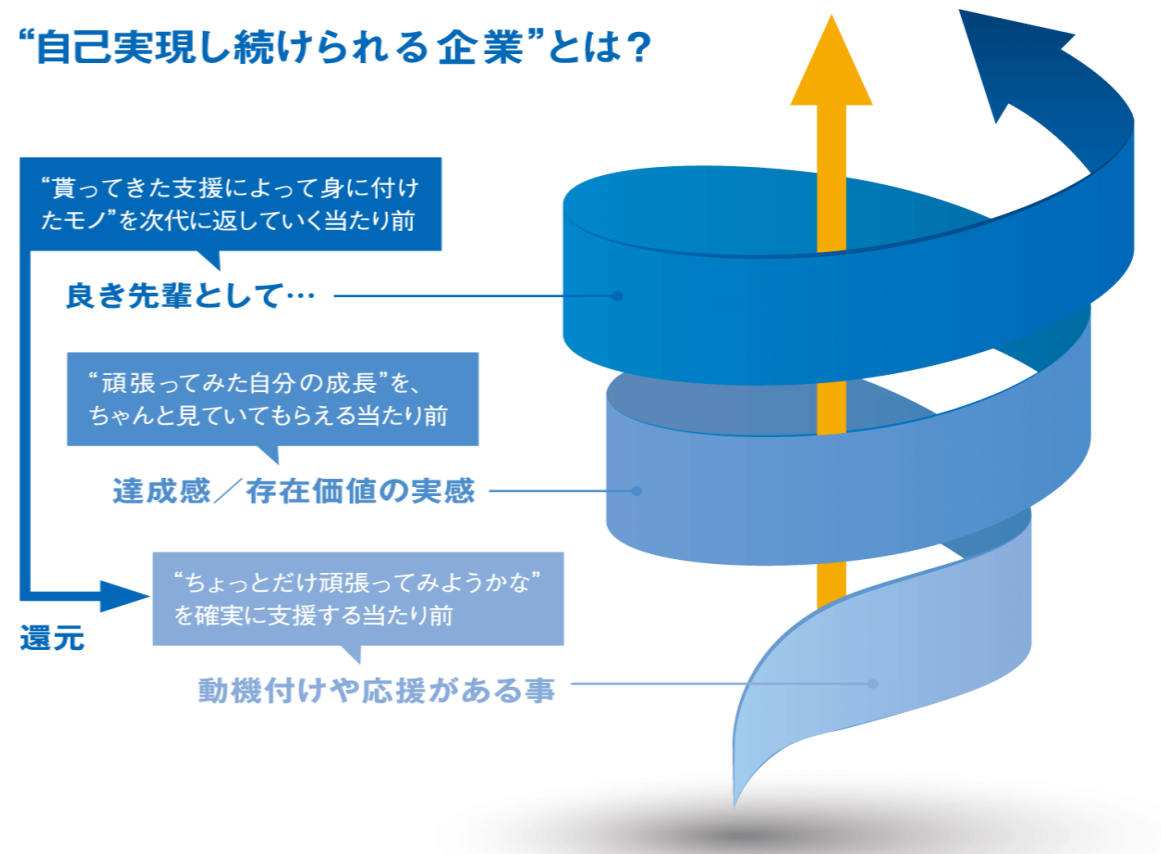 “自己実現し続けられる企業”とは？
“貰ってきた支援によって身に付け
たモノ”を次代に返していく当たり前
良き先輩として…
“頑張ってみた自分の成長”を、
ちゃんと見ていてもらえる当たり前
達成感／存在価値の実感
“ちょっとだけ頑張ってみようかな”
を確実に支援する当たり前
還元
動機付けや応援がある事